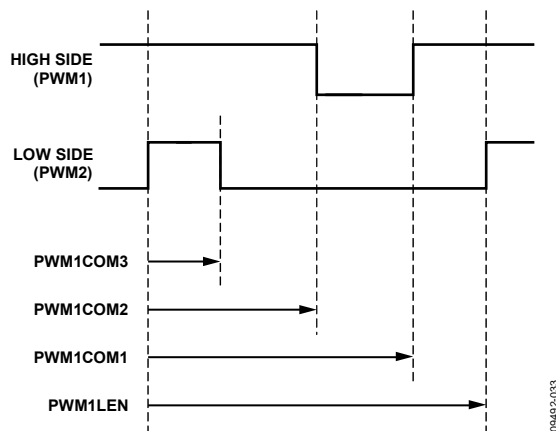 HIGH SIDE
(PWM1)
LOW SIDE
(PWM2)
PWM1COM3
PWM1COM2
PWM1COM1
PWM1LEN
09492-033